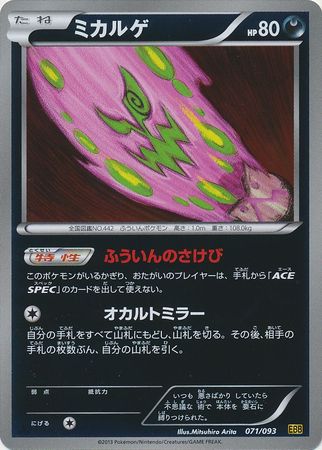 たね
ミカルゲ
HP80
全国図鑑NO.442 ふういんポケモン 高さ：1.0m 重さ：108.0kg
とくせい
特性 ふういんのさけび
このポケモンがいるかぎり、おたがいのプレイヤーは、手札から「ACE
SPEC」のカードを出して使えない。
オカルトミラー
自分の手札をすべて山札にもどし、山札を切る。その後、相手の
手札の枚数ぶん、自分の山札を引く。
弱点 抵抗力
にげる
いつも 悪さばかり していたら
不思議な 術で 本体を 要石に
縛りつけられた。
Illus.Mitsuhiro Arita 071/093 EBB
©2013 Pokémon/Nintendo/Creatures/GAME FREAK.